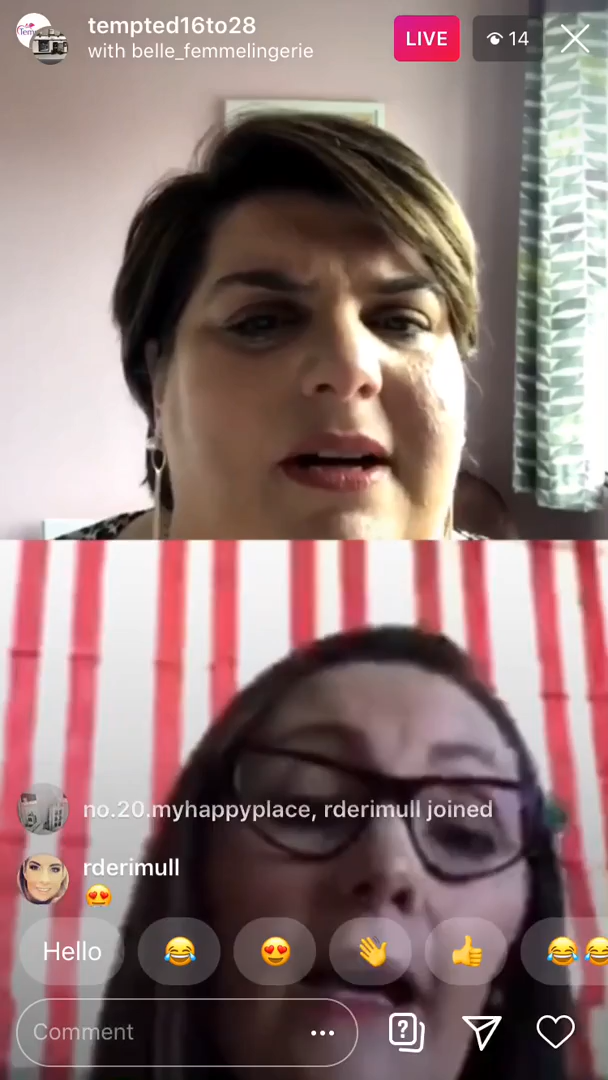 tempted16to28
with belle_femmelingerie
LIVE
14
no.20.myhappyplace, rderimull joined
rderimull
😍
Hello 😂 😍 👋 👍 😂😂
Comment